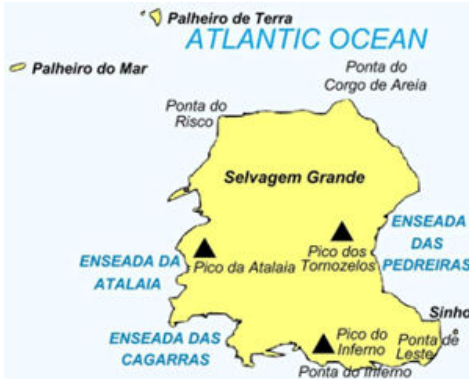 Palheiro de Terra
ATLANTIC OCEAN
Palheiro do Mar
Ponta do
Corgo de Areia
Ponta do
Risco
Selvagem Grande
ENSEADA
DAS
PEDREIRAS
Pico dos
Tornozelos
ENSEADA DA
ATALAIA
Pico da Atalaia
Sinho
ENSEADA DAS
CAGARRAS
Pico do
Inferno
Ponta de
Leste
Ponta do Inferno